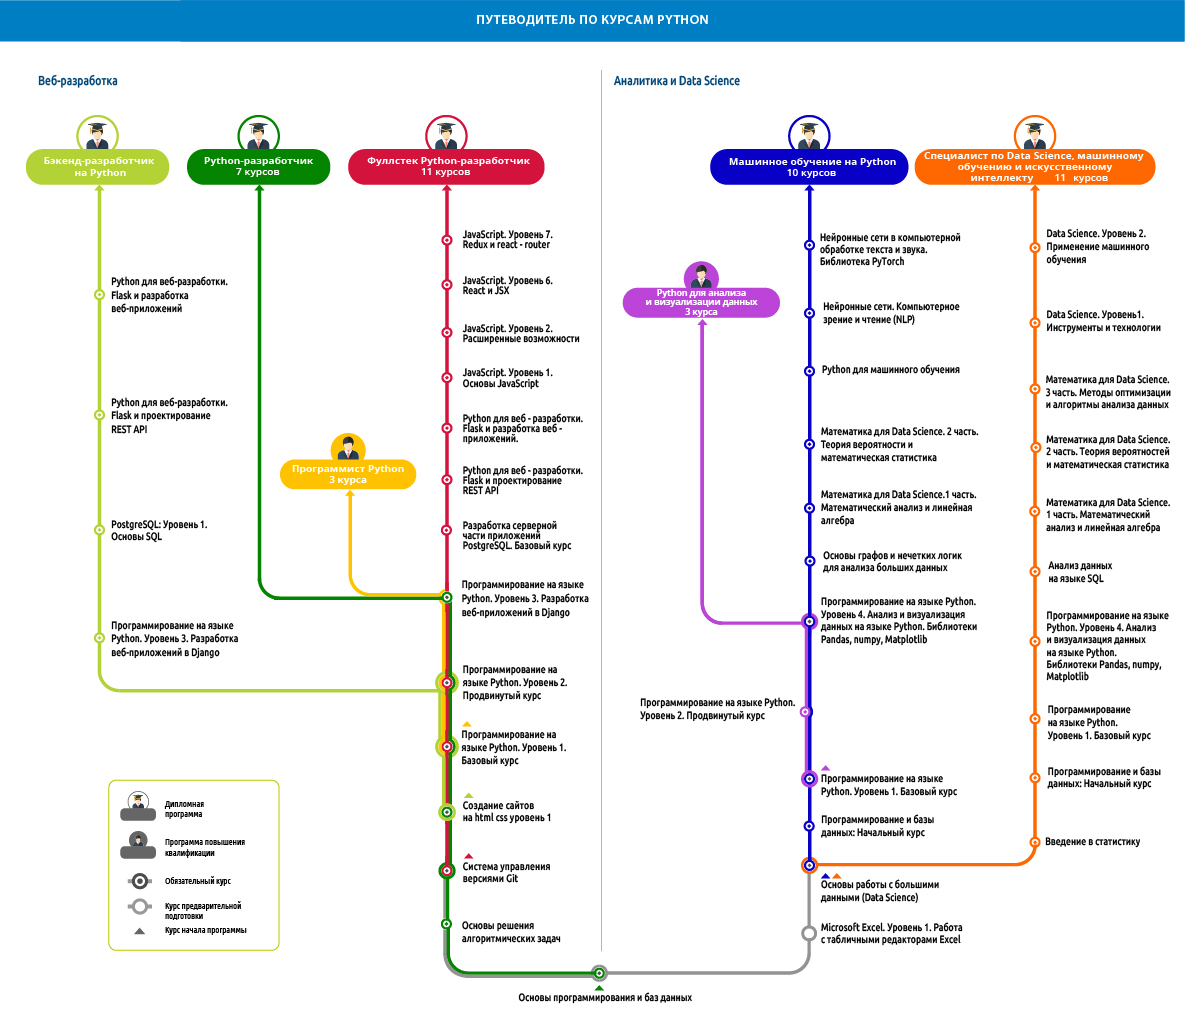 ПУТЕВОДИТЕЛЬ ПО КУРСАМ PYTHON
Веб-разработка
Бэкенд-разработчик
на Python
Python-разработчик
7 курсов
Фуллстек Python-разработчик
11 курсов
Python для веб-разработки.
Flask и разработка
веб-приложений
Python для веб-разработки.
Flask и проектирование
REST API
PostgreSQL: Уровень 1.
Основы SQL
Программирование на языке
Python. Уровень 3. Разработка
веб-приложений в Django
Программист Python
3 курса
JavaScript. Уровень 7.
Redux и react - router
JavaScript. Уровень 6.
React и JSX
JavaScript. Уровень 2.
Расширенные возможности
JavaScript. Уровень 1.
Основы JavaScript
Python для веб - разработки.
Flask и разработка веб -
приложений.
Python для веб - разработки.
Flask и проектирование
REST API
Разработка серверной
части приложений
PostgreSQL. Базовый курс
Программирование на языке
Python. Уровень 3. Разработка
веб-приложений в Django
Программирование на
языке Python. Уровень 2.
Продвинутый курс
Программирование на
языке Python. Уровень 1.
Базовый курс
Создание сайтов
на html css уровень 1
Система управления
версиями Git
Основы решения
алгоритмических задач
Основы программирования и баз данных
Дипломная
программа
Программа повышения
квалификации
Обязательный курс
Курс предварительной
подготовки
Курс начала программы
Аналитика и Data Science
Машинное обучение на Python
10 курсов
Специалист по Data Science, машинному
обучению и искусственному
интеллекту 11 курсов
Python для анализа
и визуализации данных
3 курса
Нейронные сети в компьютерной
обработке текста и звука.
Библиотека PyTorch
Нейронные сети. Компьютерное
зрение и чтение (NLP)
Python для машинного обучения
Математика для Data Science. 2 часть.
Теория вероятности и
математическая статистика
Математика для Data Science.1 часть.
Математический анализ и линейная
алгебра
Основы графов и нечетких логик
для анализа больших данных
Программирование на языке Python.
Уровень 4. Анализ и визуализация
данных на языке Python. Библиотеки
Pandas, numpy, Matplotlib
Программирование на языке Python.
Уровень 2. Продвинутый курс
Программирование на языке
Python. Уровень 1. Базовый курс
Программирование и базы
данных: Начальный курс
Основы работы с большими
данными (Data Science)
Microsoft Excel. Уровень 1. Работа
с табличными редакторами Excel
Data Science. Уровень 2.
Применение машинного
обучения
Data Science. Уровень1.
Инструменты и технологии
Математика для Data Science.
3 часть. Методы оптимизации
и алгоритмы анализа данных
Математика для Data Science.
2 часть. Теория вероятностей
и математическая статистика
Математика для Data Science.
1 часть. Математический
анализ и линейная алгебра
Анализ данных
на языке SQL
Программирование на языке
Python. Уровень 4. Анализ
и визуализация данных
на языке Python.
Библиотеки Pandas, numpy,
Matplotlib
Программирование
на языке Python.
Уровень 1. Базовый курс
Программирование и базы
данных: Начальный курс
Введение в статистику